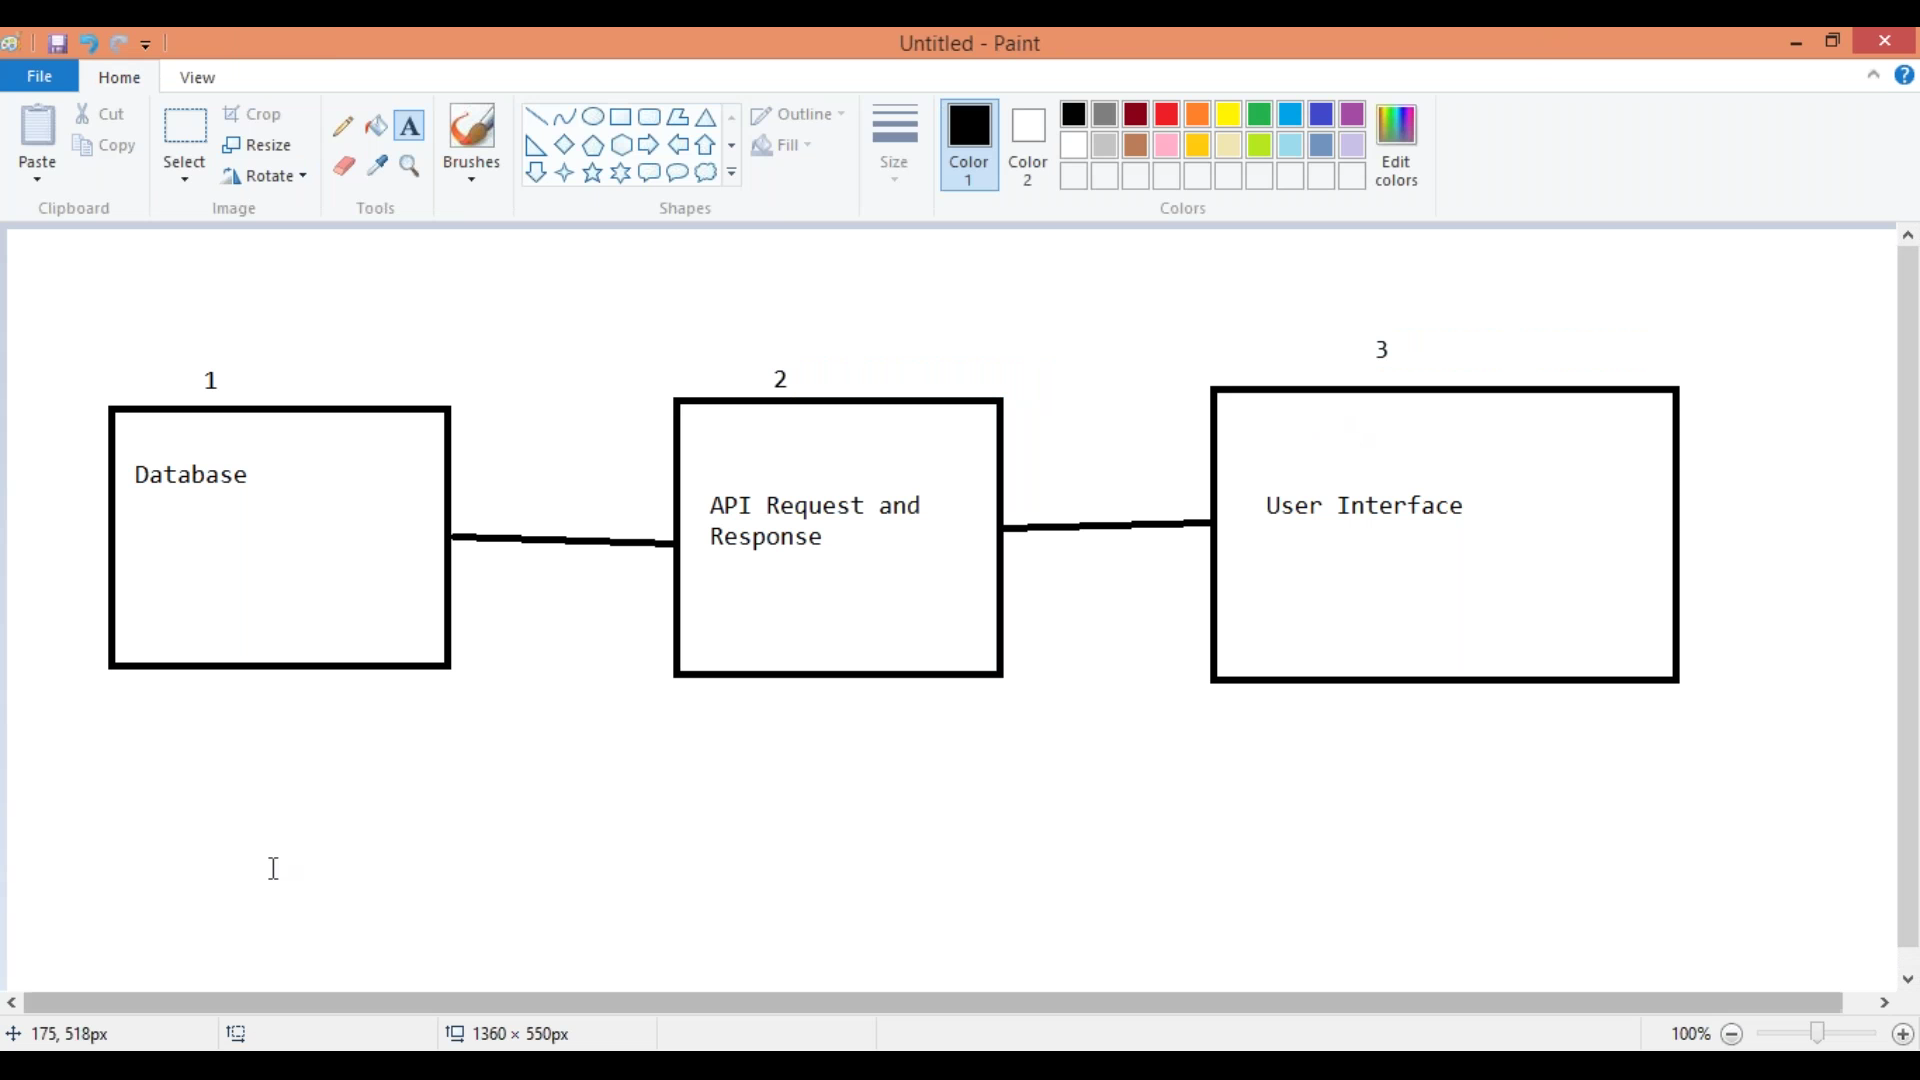 Untitled - Paint
File
Home
View
Paste
Cut
Copy
Clipboard
Select
Crop
Resize
Rotate
Image
A
Tools
Brushes
Shapes
Outline
Fill
Size
Color
1
Color
2
Edit
colors
Colors
1
2
3
Database
API Request and
Response
User Interface
175, 518px
1360 × 550px
100%